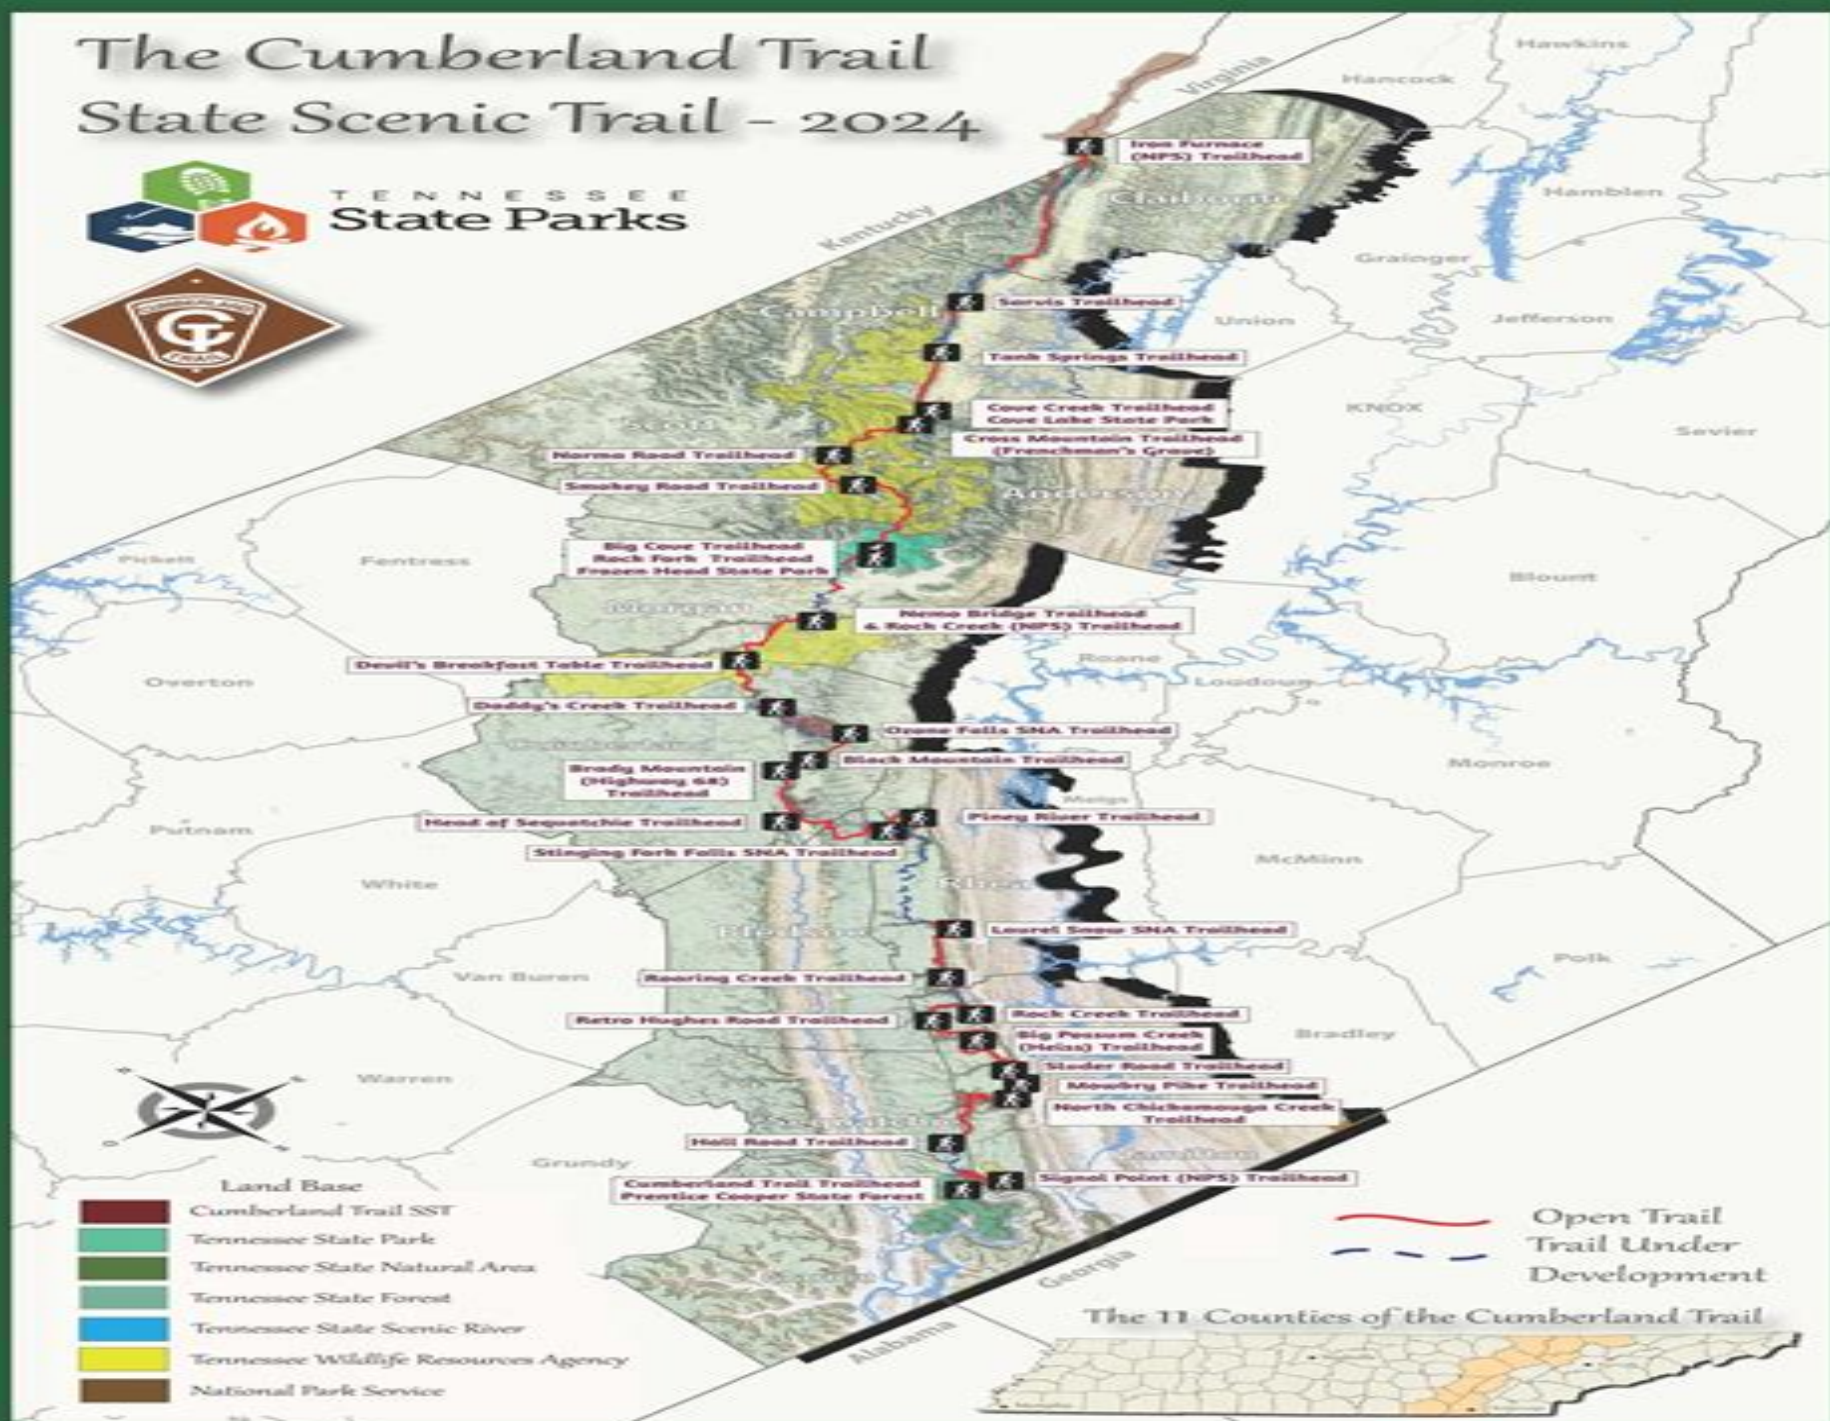 The Cumberland Trail
State Scenic Trail - 2024
TENNESSEE
State Parks
CUMBERLAND
CT
TRAIL
Virginia
Kentucky
Hawkins
Hancock
Iron Furnace
(NPS) Trailhead
Claiborne
Hamblen
Grainger
Sarvis Trailhead
Campbell
Union
Jefferson
Tank Springs Trailhead
Cove Creek Trailhead
Cove Lake State Park
KNOX
Scott
Sevier
Cross Mountain Trailhead
(Frenchman's Grove)
Norma Road Trailhead
Smokey Road Trailhead
Anderson
Big Cove Trailhead
Rock Fork Trailhead
Frozen Head State Park
Pickett
Fentress
Blount
Morgan
Nemo Bridge Trailhead
& Rock Creek (NPS) Trailhead
Devil's Breakfast Table Trailhead
Roane
Loudoun
Overton
Daddy's Creek Trailhead
Ozone Falls SNA Trailhead
Cumberland
Black Mountain Trailhead
Monroe
Brady Mountain
(Highway 68)
Trailhead
Meigs
Head of Sequatchie Trailhead
Piney River Trailhead
Putnam
Stinging Fork Falls SNA Trailhead
McMinn
White
Rhea
Laurel Snow SNA Trailhead
Bledsoe
Polk
Van Buren
Roaring Creek Trailhead
Retro Hughes Road Trailhead
Rock Creek Trailhead
Bradley
Big Possum Creek
(Heiss) Trailhead
Sluder Road Trailhead
Warren
Mowbry Pike Trailhead
North Chickamauga Creek
Trailhead
Hall Road Trailhead
Hamilton
Grundy
Signal Point (NPS) Trailhead
Cumberland Trail Trailhead
Prentice Cooper State Forest
Georgia
Alabama
Land Base
Cumberland Trail SST
Tennessee State Park
Tennessee State Natural Area
Tennessee State Forest
Tennessee State Scenic River
Tennessee Wildlife Resources Agency
National Park Service
Open Trail
Trail Under
Development
The 11 Counties of the Cumberland Trail